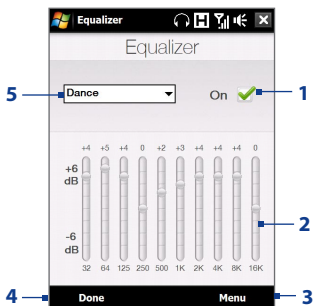 Equalizer H
Equalizer
5 Dance On 1
+4 +5 +4 0 +2 +3 +4 +4 +4 0
+6
dB
2
-6
dB
32 64 125 250 500 1K 2K 4K 8K 16K
4 Done Menu 3